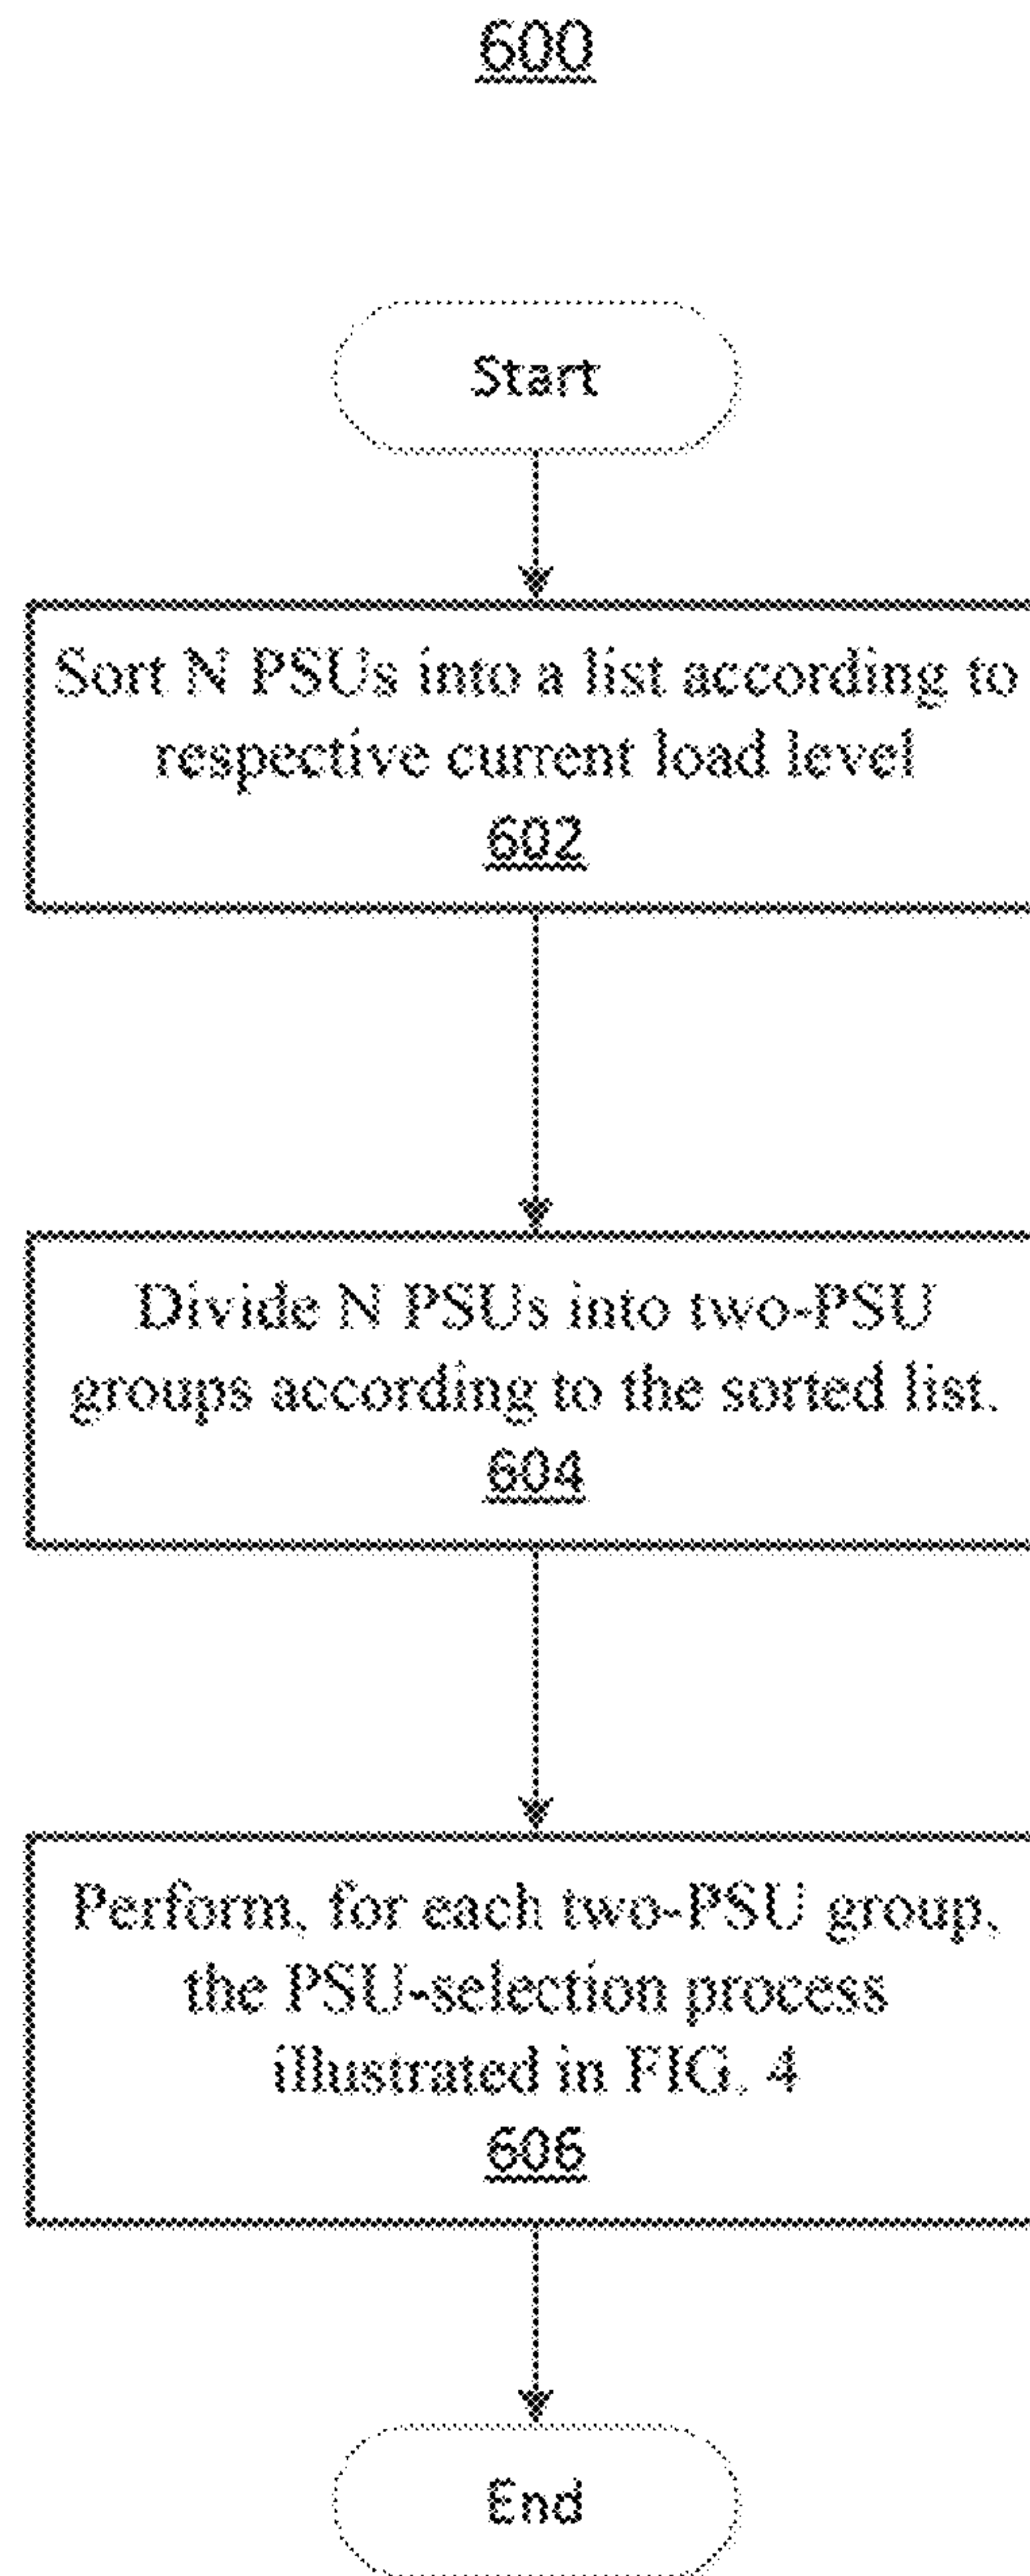 600
Start
Sort N PSUs into a list according to
respective current load level
602
Divide N PSUs into two-PSU
groups according to the sorted list.
604
Perform, for each two-PSU group,
the PSU-selection process
illustrated in FIG. 4
606
End